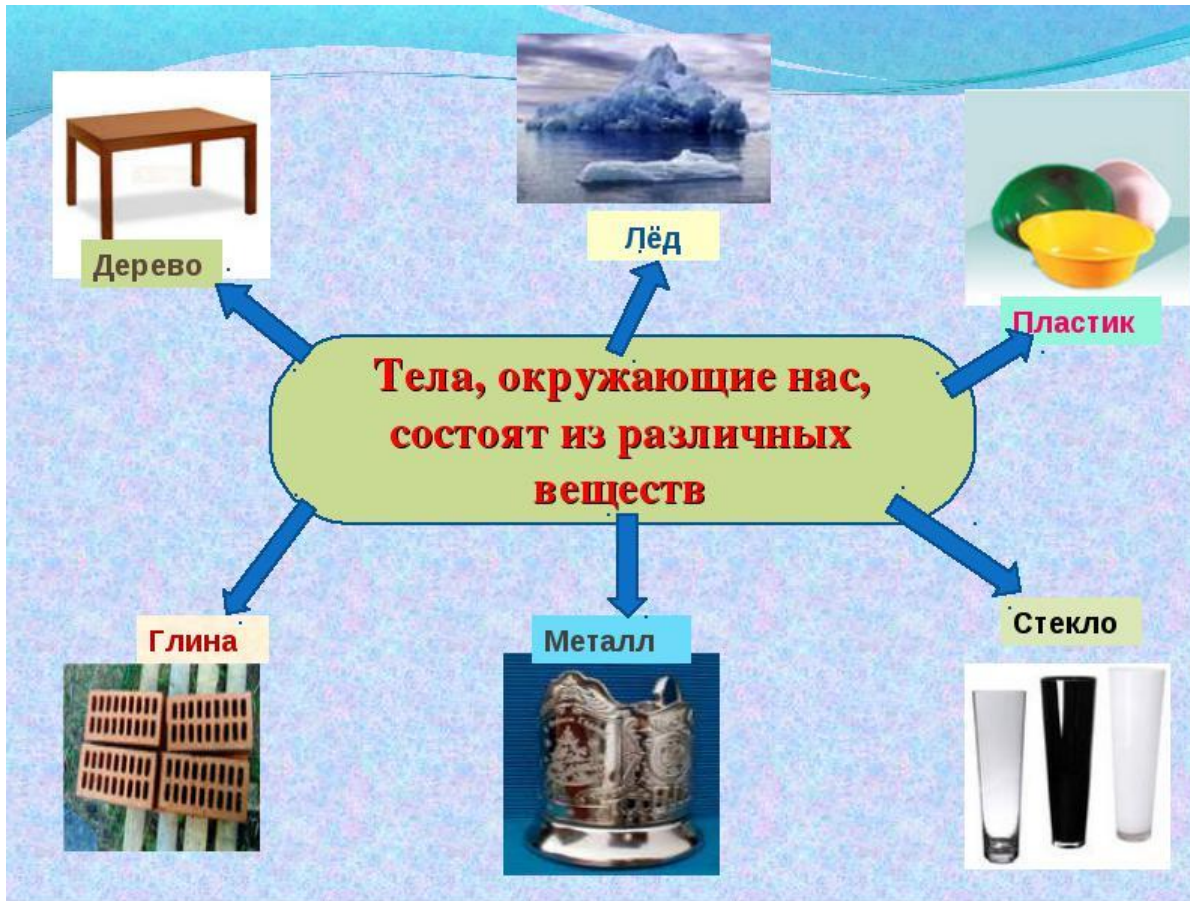 Лёд
Дерево
Пластик
Тела, окружающие нас,
состоят из различных
веществ
Глина
Металл
Стекло